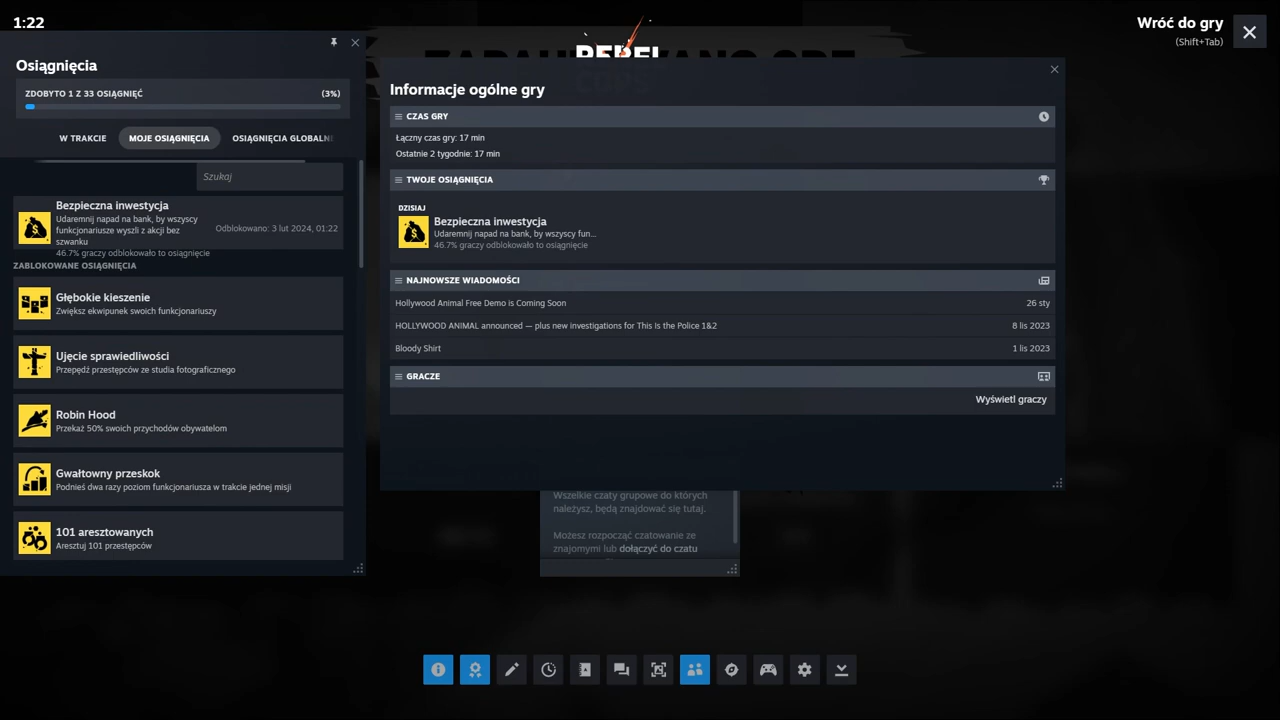 1:22
Wróć do gry
(Shift+Tab)
REBEL
Osiągnięcia
ZDOBYTO 1 Z 33 OSIĄGNIĘĆ (3%)
W TRAKCIE MOJE OSIĄGNIĘCIA OSIĄGNIĘCIA GLOBALN
Szukaj
Bezpieczna inwestycja
Udaremnij napad na bank, by wszyscy
funkcjonariusze wyszli z akcji bez
szwanku
46.7% graczy odblokowało to osiągnięcie
Odblokowano: 3 lut 2024, 01:22
ZABLOKOWANE OSIĄGNIĘCIA
Głębokie kieszenie
Zwiększ ekwipunek swoich funkcjonariuszy
Ujęcie sprawiedliwości
Przepędź przestępców ze studia fotograficznego
Robin Hood
Przekaż 50% swoich przychodów obywatelom
Gwałtowny przeskok
Podnieś dwa razy poziom funkcjonariusza w trakcie jednej misji
101 aresztowanych
Aresztuj 101 przestępców
Informacje ogólne gry
CZAS GRY
Łączny czas gry: 17 min
Ostatnie 2 tygodnie: 17 min
TWOJE OSIĄGNIĘCIA
DZISIAJ
Bezpieczna inwestycja
Udaremnij napad na bank, by wszyscy fun...
46.7% graczy odblokowało to osiągnięcie
NAJNOWSZE WIADOMOŚCI
Hollywood Animal Free Demo is Coming Soon 26 sty
HOLLYWOOD ANIMAL announced — plus new investigations for This Is the Police 1&2 8 lis 2023
Bloody Shirt 1 lis 2023
GRACZE
Wyświetl graczy
Wszelkie czaty grupowe do których
należysz, będą znajdować się tutaj.
Możesz rozpocząć czatowanie ze
znajomymi lub dołączyć do czatu